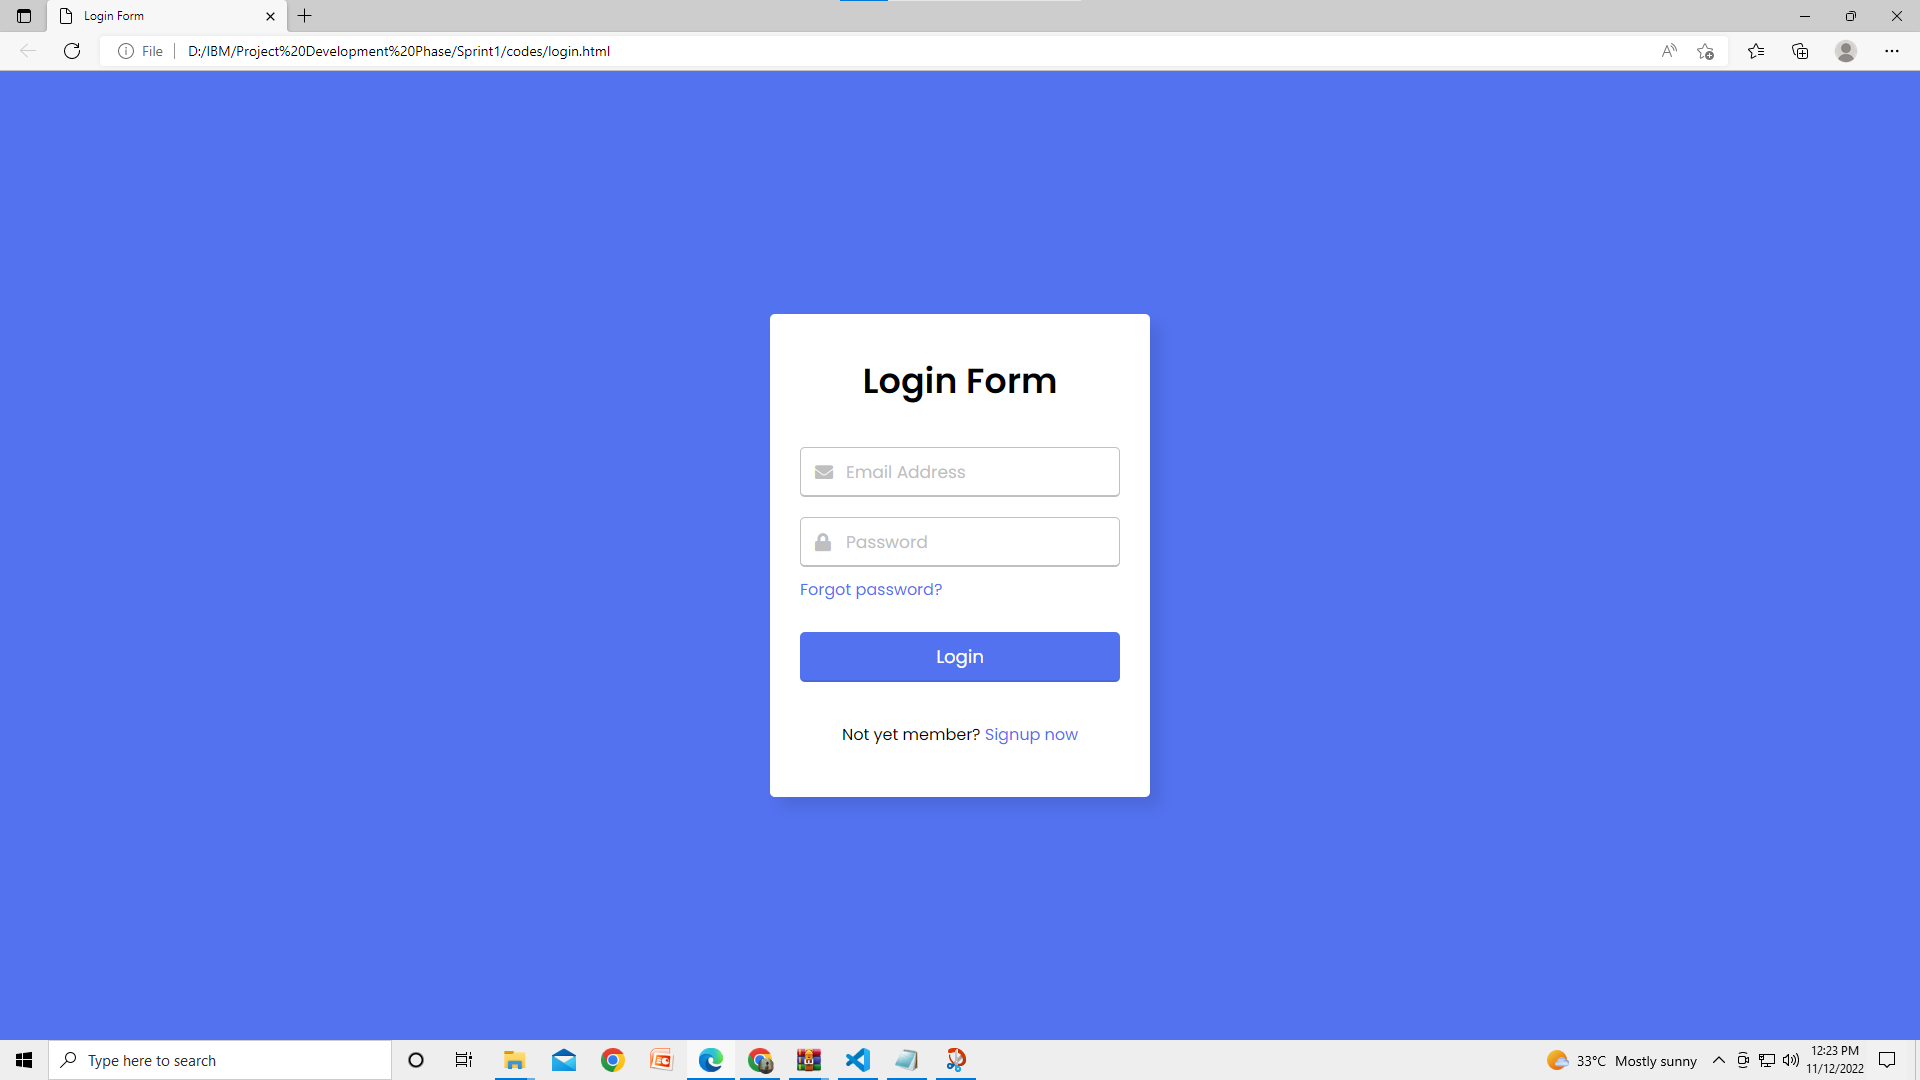 Login Form
File
D:/IBM/Project%20Development%20Phase/Sprint1/codes/login.html
Login Form
Email Address
Password
Forgot password?
Login
Not yet member? Signup now
Type here to search
33°C Mostly sunny
12:23 PM
11/12/2022